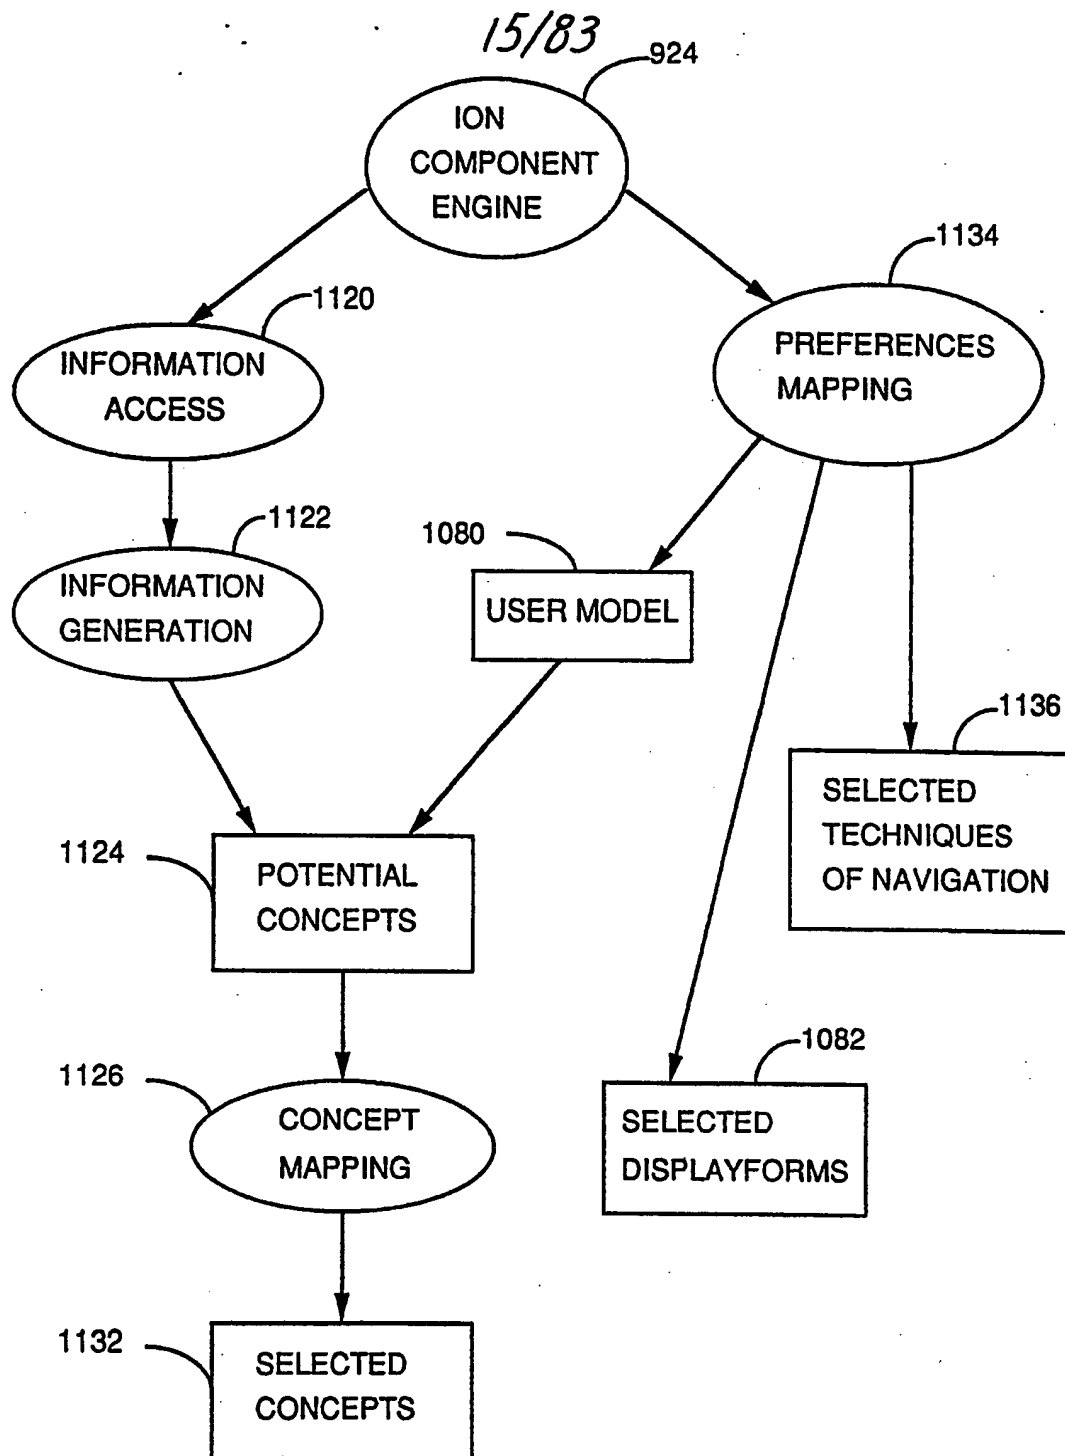 15/83
924
ION
COMPONENT
ENGINE
1134
1120
PREFERENCES
MAPPING
INFORMATION
ACCESS
1122
1080
INFORMATION
GENERATION
USER MODEL
1136
SELECTED
TECHNIQUES
OF NAVIGATION
1124
POTENTIAL
CONCEPTS
1082
1126
CONCEPT
MAPPING
SELECTED
DISPLAYFORMS
1132
SELECTED
CONCEPTS